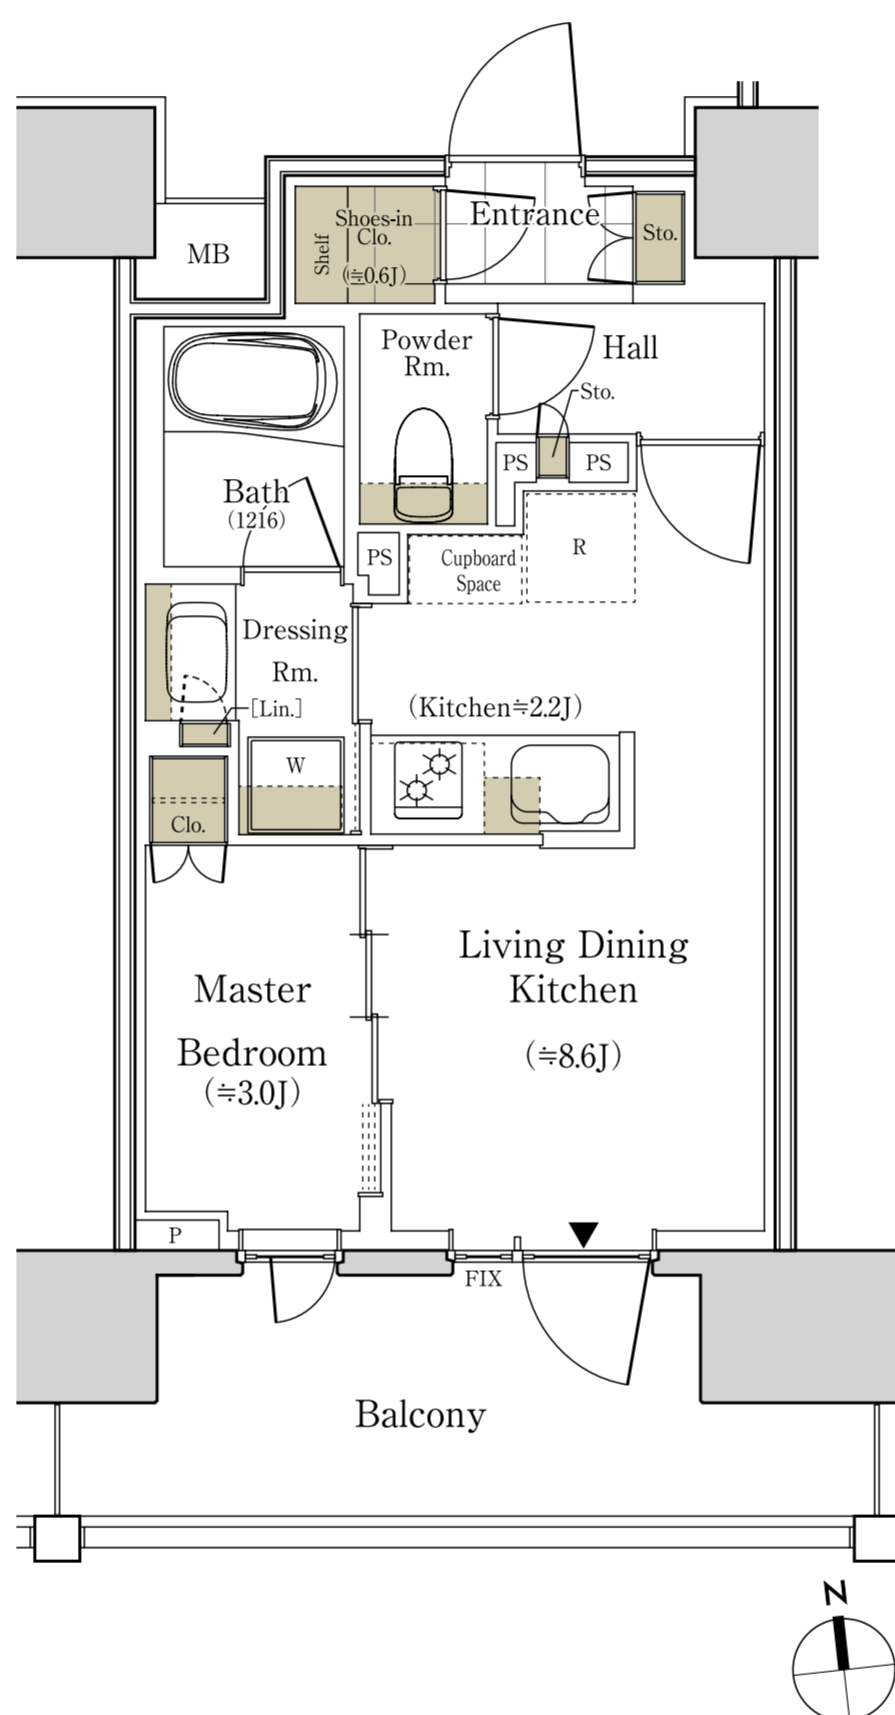 MB
Shelf
Shoes-in
Clo.
(≒0.6J)
Entrance
Sto.
Powder
Rm.
Hall
Sto.
PS
PS
Bath
(1216)
PS
Cupboard
Space
R
Dressing
Rm.
[Lin.]
(Kitchen≒2.2J)
W
Clo.
Living Dining
Kitchen
(≒8.6J)
Master
Bedroom
(≒3.0J)
P
FIX
Balcony
N